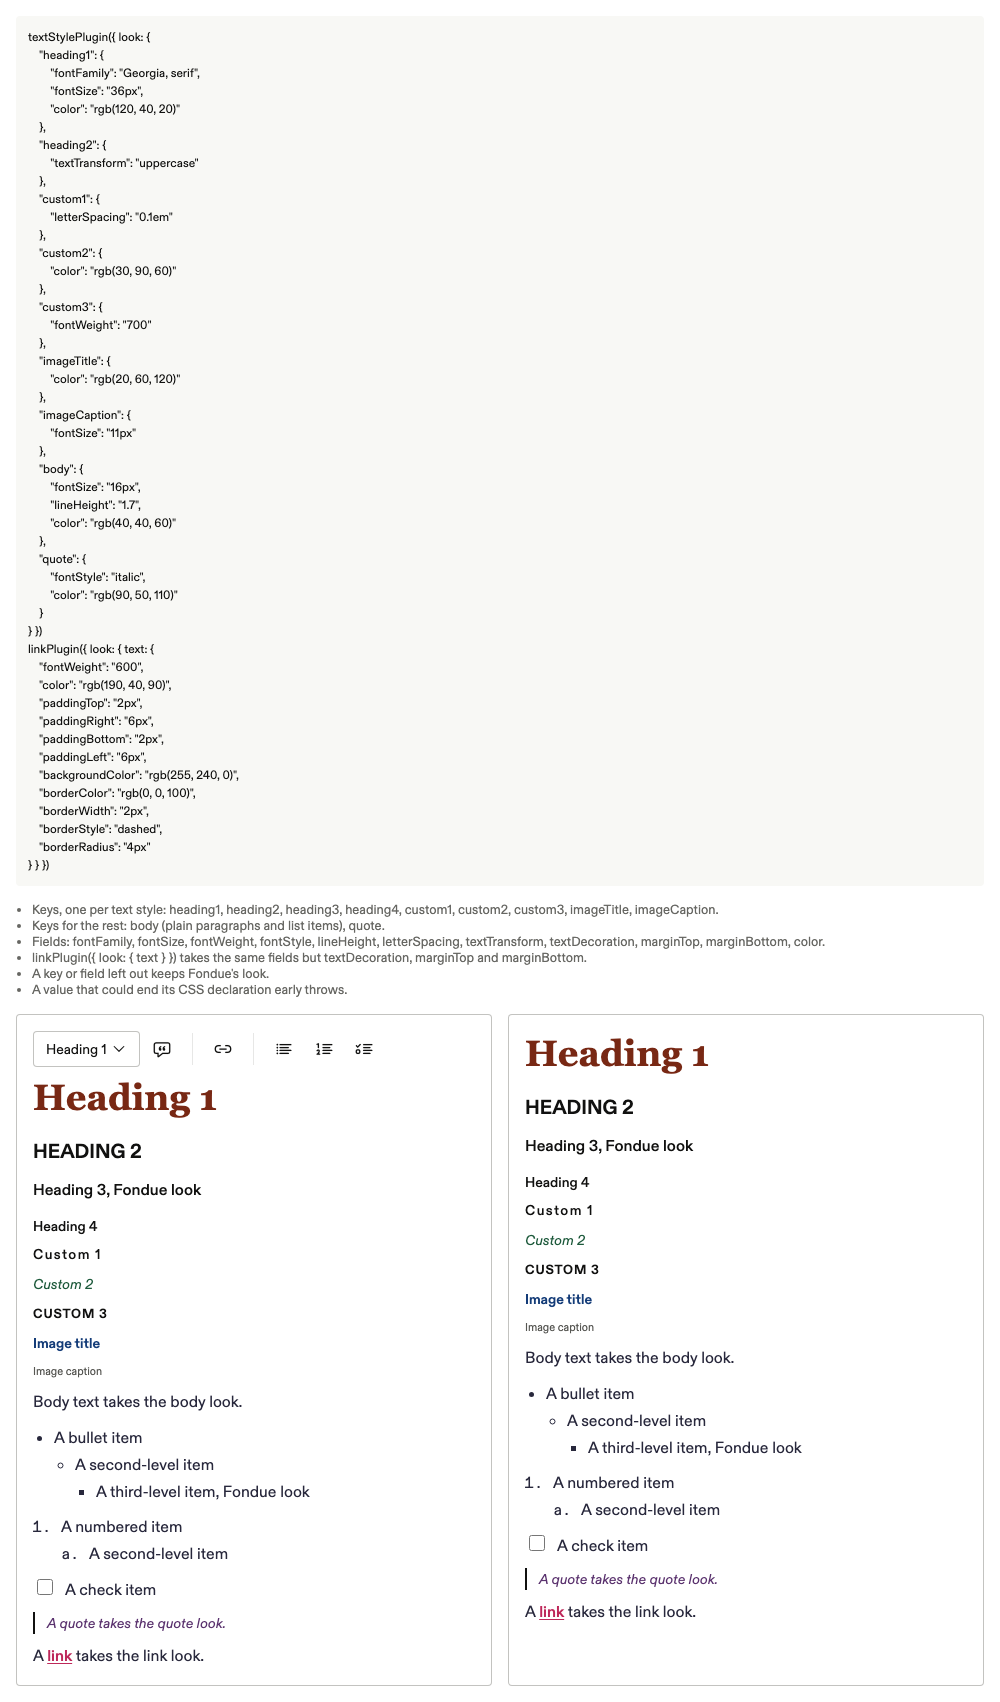 textStylePlugin({ look: {
"heading1": {
"fontFamily": "Georgia, serif",
"fontSize": "36px",
"color": "rgb(120, 40, 20)"
},
"heading2": {
"textTransform": "uppercase"
},
"custom1": {
"letterSpacing": "0.1em"
},
"custom2": {
"color": "rgb(30, 90, 60)"
},
"custom3": {
"fontWeight": "700"
},
"imageTitle": {
"color": "rgb(20, 60, 120)"
},
"imageCaption": {
"fontSize": "11px"
},
"body": {
"fontSize": "16px",
"lineHeight": "1.7",
"color": "rgb(40, 40, 60)"
},
"quote": {
"fontStyle": "italic",
"color": "rgb(90, 50, 110)"
}
} })
linkPlugin({ look: { text: {
"fontWeight": "600",
"color": "rgb(190, 40, 90)",
"paddingTop": "2px",
"paddingRight": "6px",
"paddingBottom": "2px",
"paddingLeft": "6px",
"backgroundColor": "rgb(255, 240, 0)",
"borderColor": "rgb(0, 0, 100)",
"borderWidth": "2px",
"borderStyle": "dashed",
"borderRadius": "4px"
} } })
• Keys, one per text style: heading1, heading2, heading3, heading4, custom1, custom2, custom3, imageTitle, imageCaption.
• Keys for the rest: body (plain paragraphs and list items), quote.
• Fields: fontFamily, fontSize, fontWeight, fontStyle, lineHeight, letterSpacing, textTransform, textDecoration, marginTop, marginBottom, color.
• linkPlugin({ look: { text } }) takes the same fields but textDecoration, marginTop and marginBottom.
• A key or field left out keeps Fondue's look.
• A value that could end its CSS declaration early throws.
Heading 1
Heading 1
HEADING 2
Heading 3, Fondue look
Heading 4
Custom 1
Custom 2
CUSTOM 3
Image title
Image caption
Body text takes the body look.
• A bullet item
◦ A second-level item
▪ A third-level item, Fondue look
1. A numbered item
a. A second-level item
A check item
A quote takes the quote look.
A link takes the link look.
Heading 1
HEADING 2
Heading 3, Fondue look
Heading 4
Custom 1
Custom 2
CUSTOM 3
Image title
Image caption
Body text takes the body look.
• A bullet item
◦ A second-level item
▪ A third-level item, Fondue look
1. A numbered item
a. A second-level item
A check item
A quote takes the quote look.
A link takes the link look.